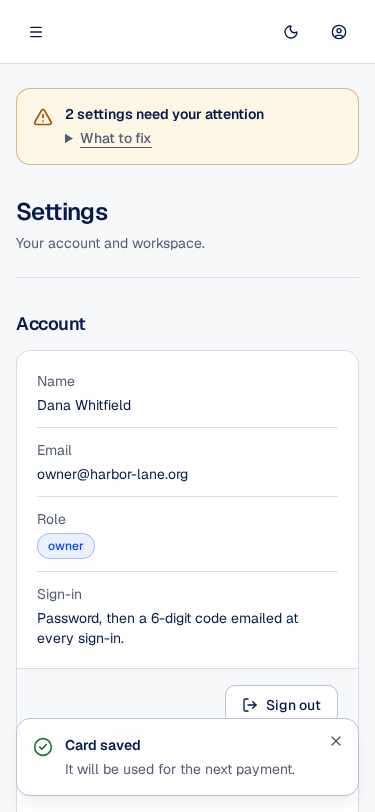 2 settings need your attention
What to fix
Settings
Your account and workspace.
Account
Name
Dana Whitfield
Email
owner@harbor-lane.org
Role
owner
Sign-in
Password, then a 6-digit code emailed at
every sign-in.
Sign out
Card saved
It will be used for the next payment.